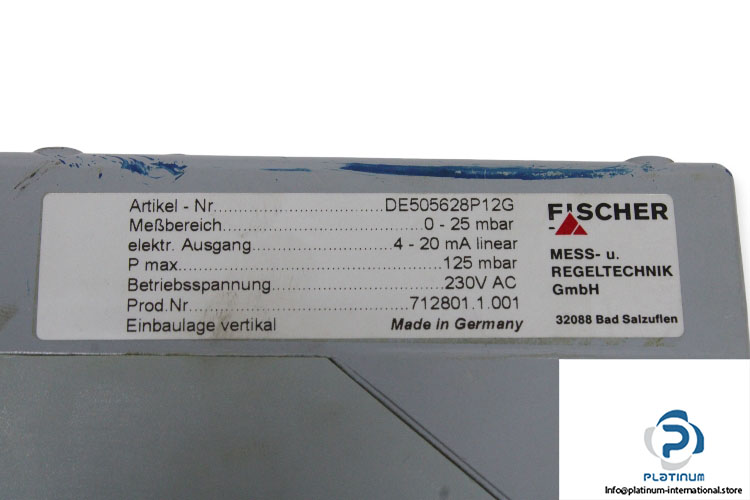 Artikel - Nr..........................DE505628P12G
Meßbereich.........................0 - 25 mbar
elektr. Ausgang..................4 - 20 mA linear
P max...................................125 mbar
Betriebsspannung...............230V AC
Prod.Nr................................712801.1.001
Einbaulage vertikal
Made in Germany
FISCHER
MESS- u.
REGELTECHNIK
GmbH
32088 Bad Salzuflen
PLATINUM
Info@platinum-international.store